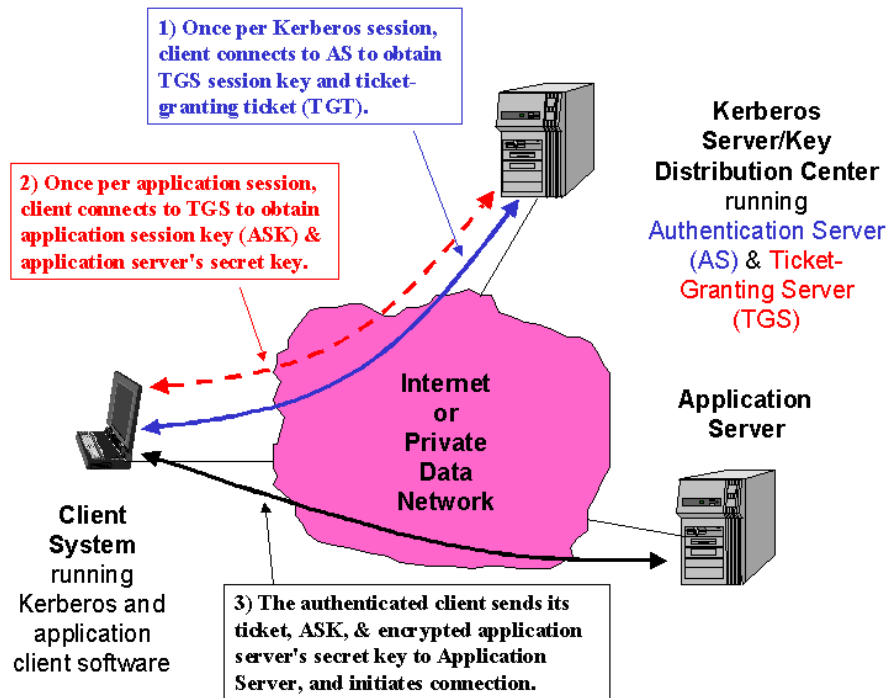 1) Once per Kerberos session,
client connects to AS to obtain
TGS session key and ticket-
granting ticket (TGT).
2) Once per application session,
client connects to TGS to obtain
application session key (ASK) &
application server's secret key.
Kerberos
Server/Key
Distribution Center
running
Authentication Server
(AS) & Ticket-
Granting Server
(TGS)
Internet
or
Private
Data
Network
Application
Server
Client
System
running
Kerberos and
application
client software
3) The authenticated client sends its
ticket, ASK, & encrypted application
server's secret key to Application
Server, and initiates connection.